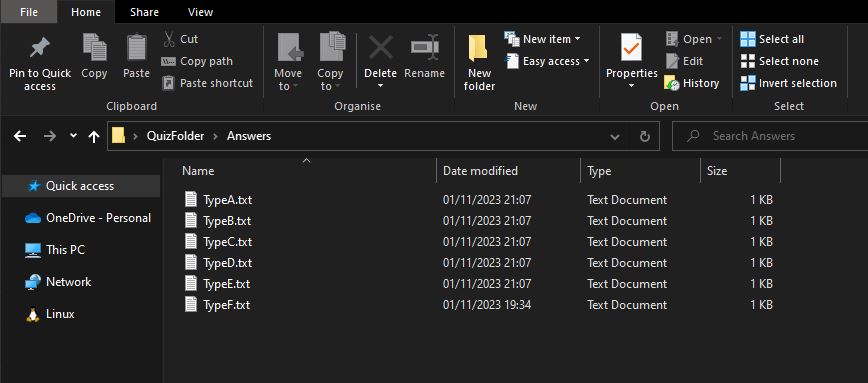 File Home Share View
Pin to Quick access
Copy
Paste
Cut
Copy path
Paste shortcut
Clipboard
Move to
Copy to
Delete
Rename
Organise
New folder
New item
Easy access
New
Properties
Open
Edit
History
Open
Select all
Select none
Invert selection
Select
QuizFolder Answers
Search Answers
Quick access
OneDrive - Personal
This PC
Network
Linux
Name Date modified Type Size
TypeA.txt 01/11/2023 21:07 Text Document 1 KB
TypeB.txt 01/11/2023 21:07 Text Document 1 KB
TypeC.txt 01/11/2023 21:07 Text Document 1 KB
TypeD.txt 01/11/2023 21:07 Text Document 1 KB
TypeE.txt 01/11/2023 21:07 Text Document 1 KB
TypeF.txt 01/11/2023 19:34 Text Document 1 KB